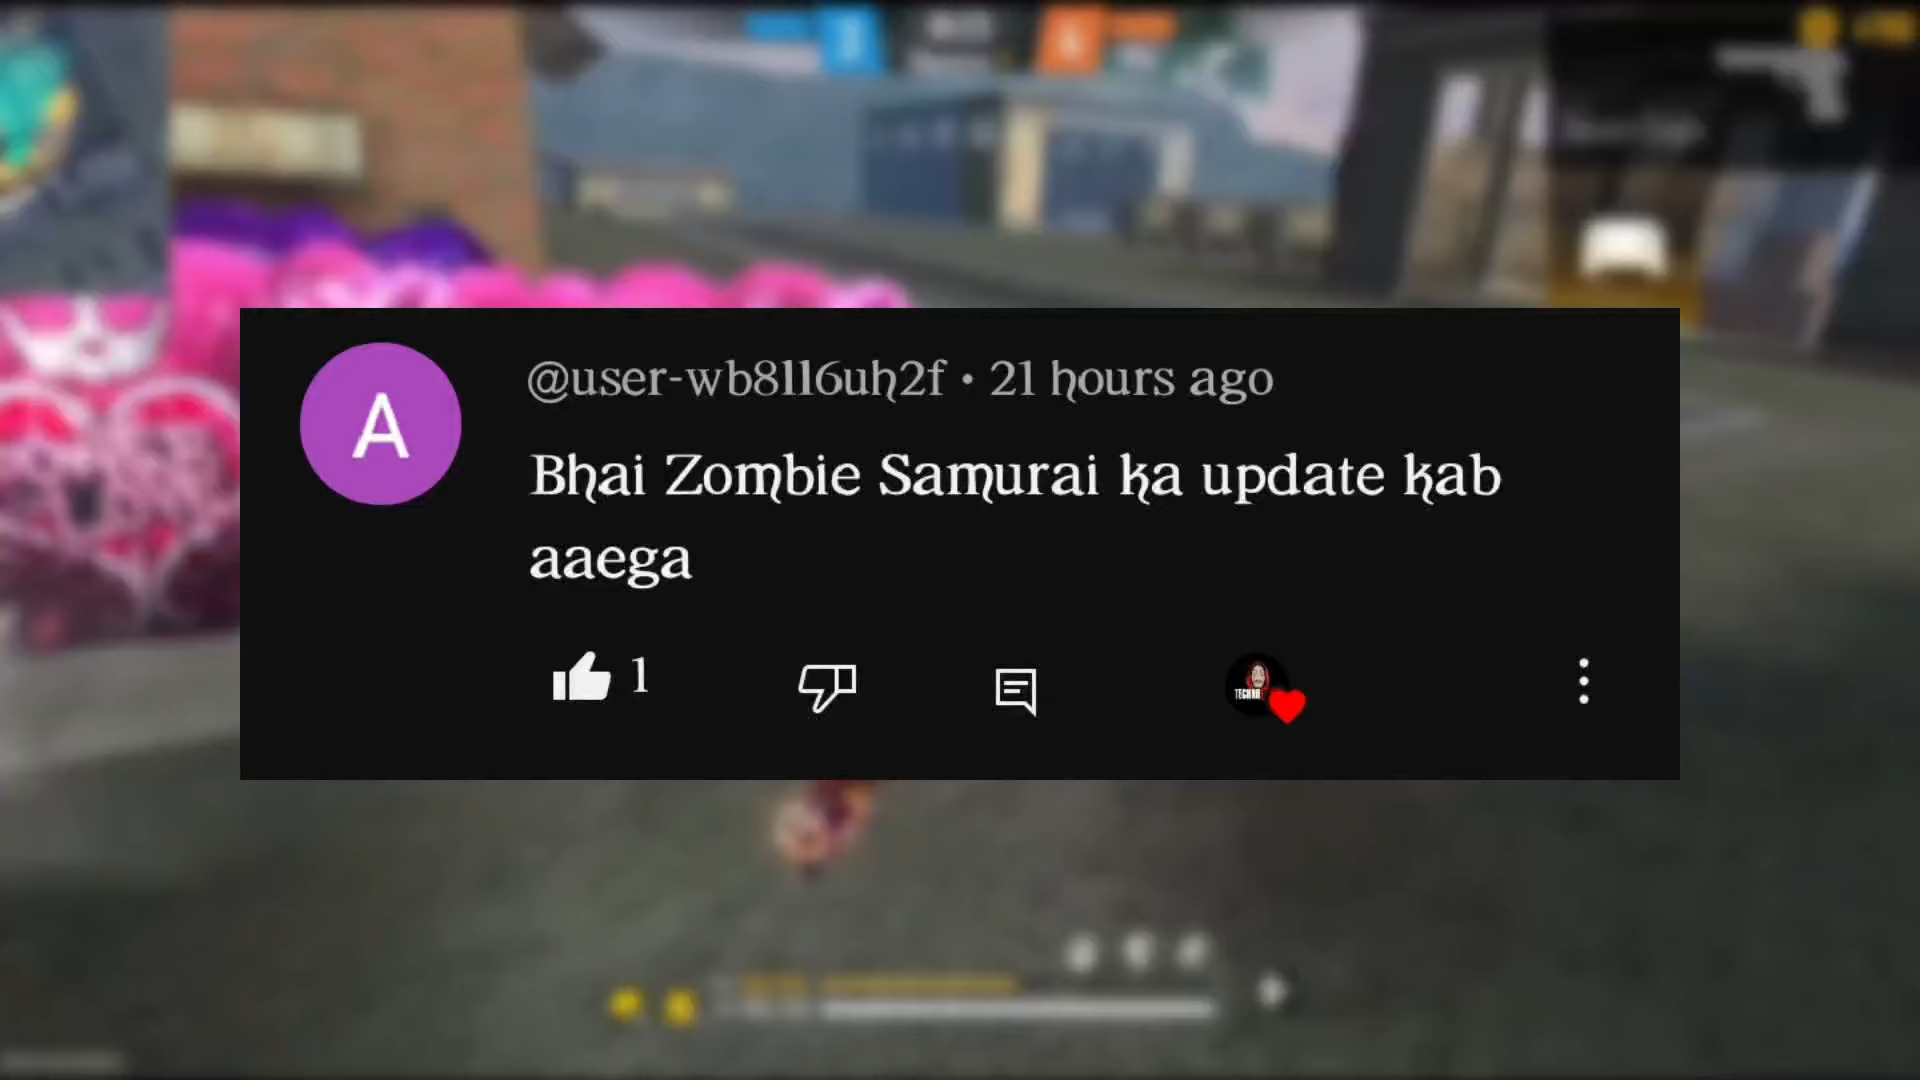 @user-wb8ll6uh2f • 21 hours ago
A
Bhai Zombie Samurai ka update kab
aaega
1